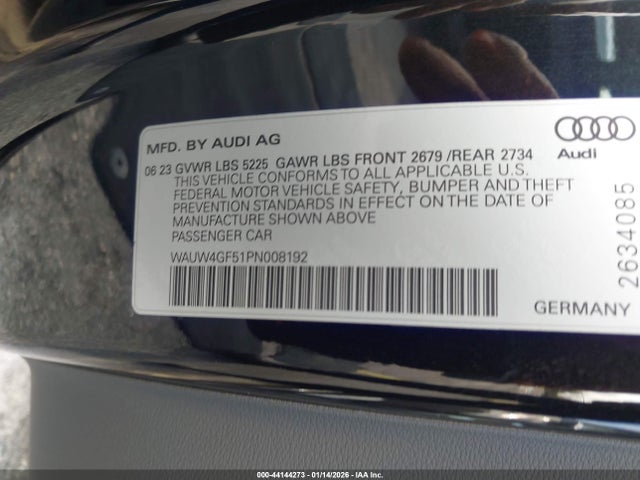 MFD. BY AUDI AG
06 23 GVWR LBS 5225 GAWR LBS FRONT 2679 /REAR 2734
THIS VEHICLE CONFORMS TO ALL APPLICABLE U.S.
FEDERAL MOTOR VEHICLE SAFETY, BUMPER AND THEFT
PREVENTION STANDARDS IN EFFECT ON THE DATE OF
MANUFACTURE SHOWN ABOVE
PASSENGER CAR
WAUW4GF51PN008192
Audi
2634085
GERMANY
000-44144273 - 01/14/2026 - IAA Inc.